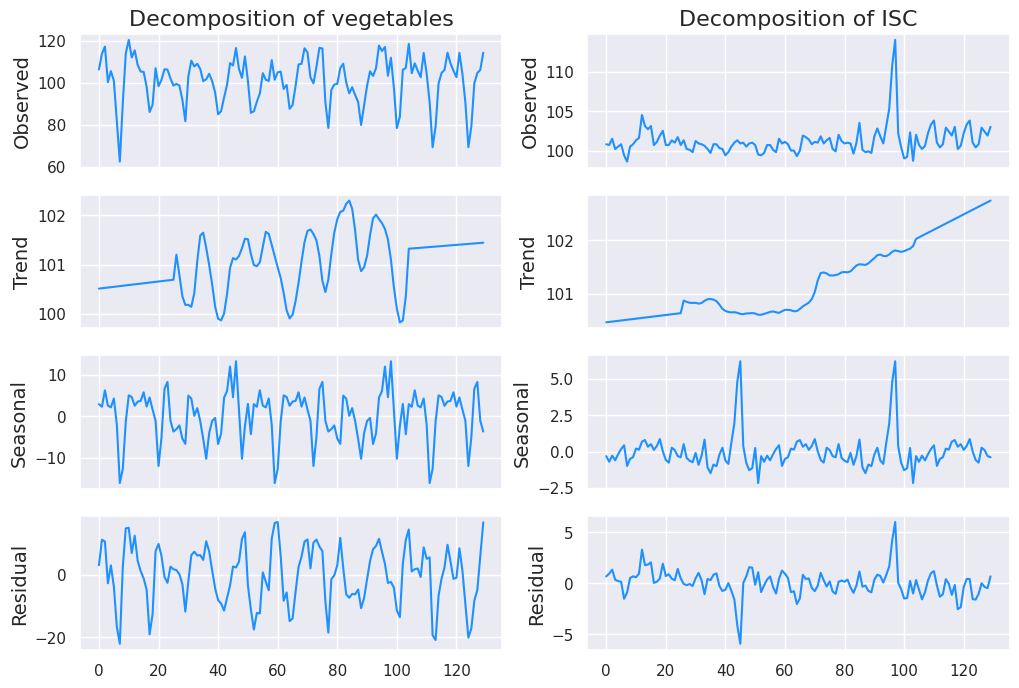 Decomposition of vegetables
Observed
120
100
80
60
Trend
102
101
100
Seasonal
10
0
−10
Residual
0
−20
0 20 40 60 80 100 120
Decomposition of ISC
Observed
110
105
100
Trend
102
101
Seasonal
5.0
2.5
0.0
−2.5
Residual
5
0
−5
0 20 40 60 80 100 120